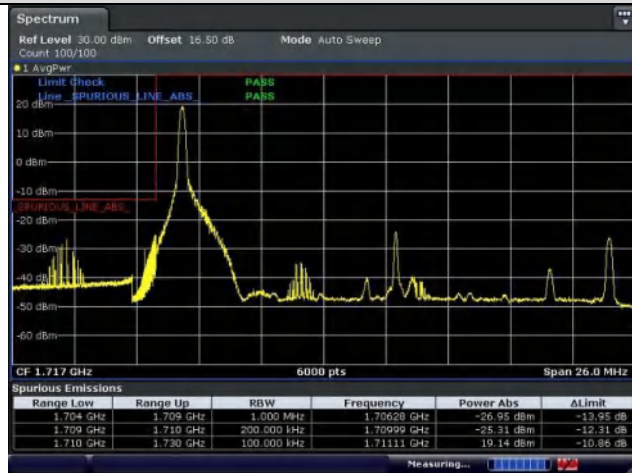 Spectrum
Ref Level 30.00 dBm Offset 16.50 dB Mode Auto Sweep
Count 100/100
1 AvgPwr
Limit Check PASS
Line _SPURIOUS_LINE_ABS_ PASS
20 dBm
10 dBm
0 dBm
-10 dBm
_SPURIOUS_LINE_ABS_
-20 dBm
-30 dBm
-40 dBm
-50 dBm
-60 dBm
CF 1.717 GHz 6000 pts Span 26.0 MHz
Spurious Emissions
Range Low Range Up RBW Frequency Power Abs ΔLimit
1.704 GHz 1.709 GHz 1.000 MHz 1.70628 GHz -26.95 dBm -13.95 dB
1.709 GHz 1.710 GHz 200.000 kHz 1.70999 GHz -25.31 dBm -12.31 dB
1.710 GHz 1.730 GHz 100.000 kHz 1.71111 GHz 19.14 dBm -10.86 dB
Measuring...